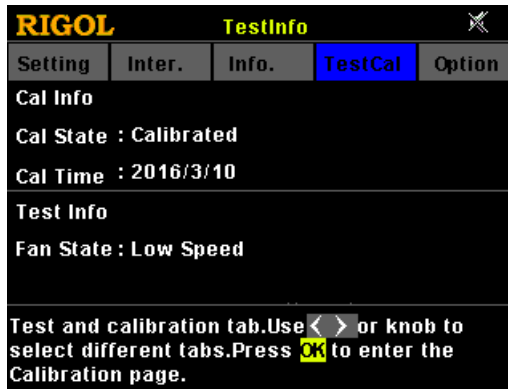 RIGOL TestInfo
Setting Inter. Info. TestCal Option
Cal Info
Cal State : Calibrated
Cal Time : 2016/3/10
Test Info
Fan State : Low Speed
Test and calibration tab.Use < > or knob to
select different tabs.Press OK to enter the
Calibration page.